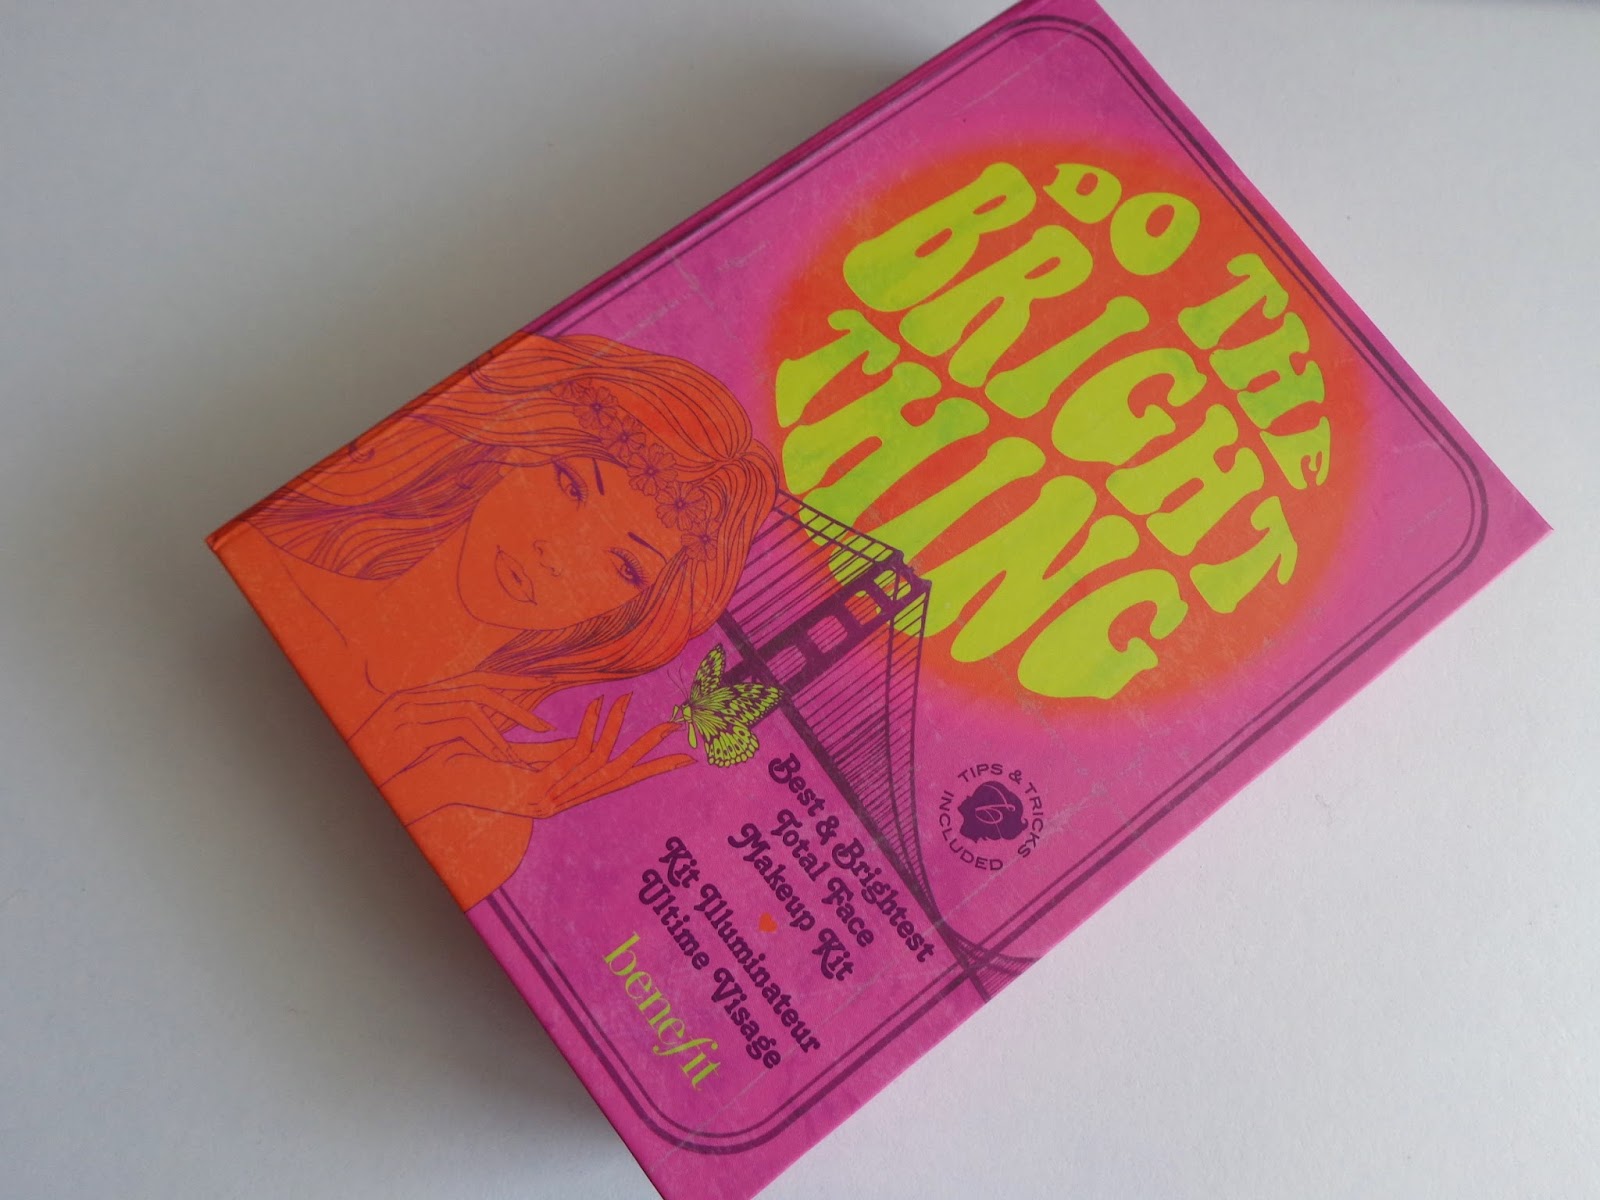 DO THE
BRIGHT
THING
TIPS & TRICKS
INCLUDED
b
Best & Brightest
Total Face
Makeup Kit
Kit Illuminateur
Ultime Visage
benefit